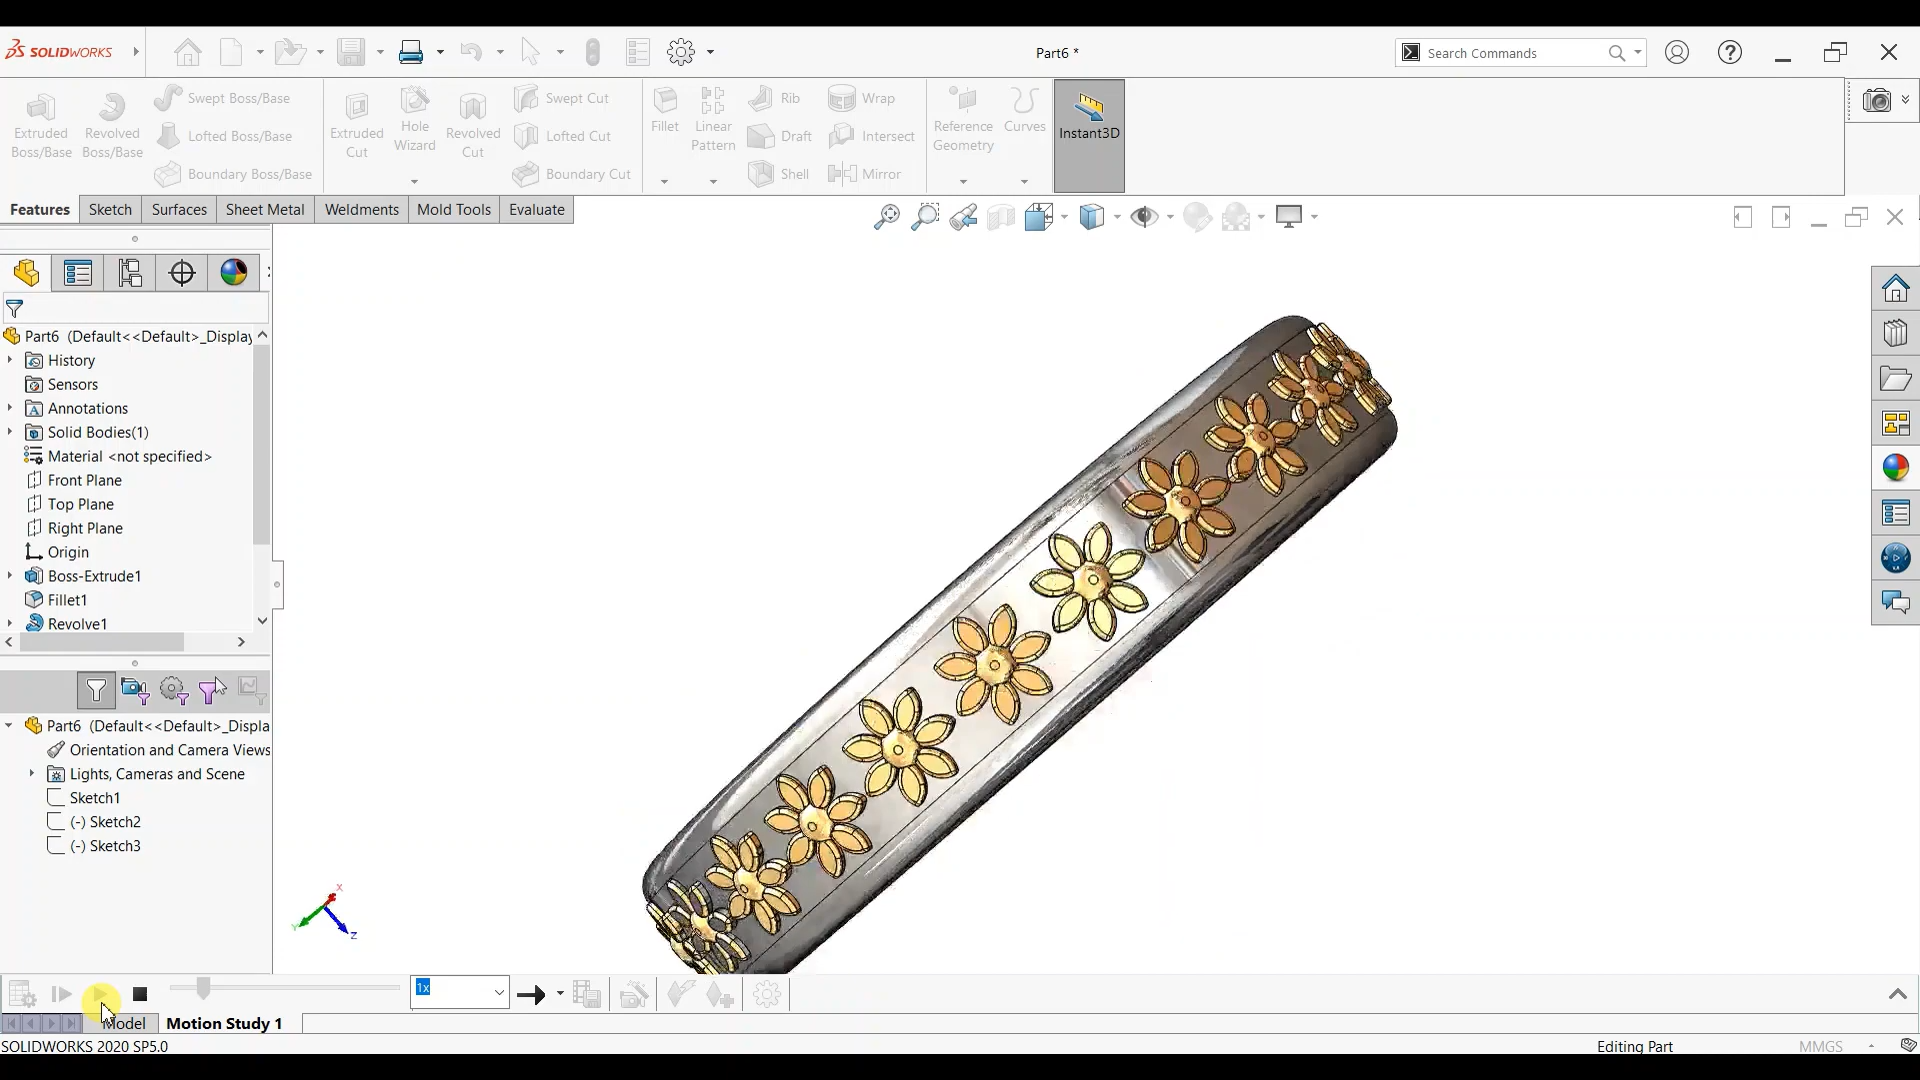 SOLIDWORKS
Part6 *
Search Commands
Extruded Boss/Base
Revolved Boss/Base
Swept Boss/Base
Lofted Boss/Base
Boundary Boss/Base
Extruded Cut
Hole Wizard
Revolved Cut
Swept Cut
Lofted Cut
Boundary Cut
Fillet
Linear Pattern
Rib
Draft
Shell
Wrap
Intersect
Mirror
Reference Geometry
Curves
Instant3D
Features
Sketch
Surfaces
Sheet Metal
Weldments
Mold Tools
Evaluate
Part6 (Default<<Default>_Display
History
Sensors
Annotations
Solid Bodies(1)
Material <not specified>
Front Plane
Top Plane
Right Plane
Origin
Boss-Extrude1
Fillet1
Revolve1
Part6 (Default<<Default>_Displa
Orientation and Camera Views
Lights, Cameras and Scene
Sketch1
(-) Sketch2
(-) Sketch3
X
Y
Z
1x
Model
Motion Study 1
SOLIDWORKS 2020 SP5.0
Editing Part
MMGS